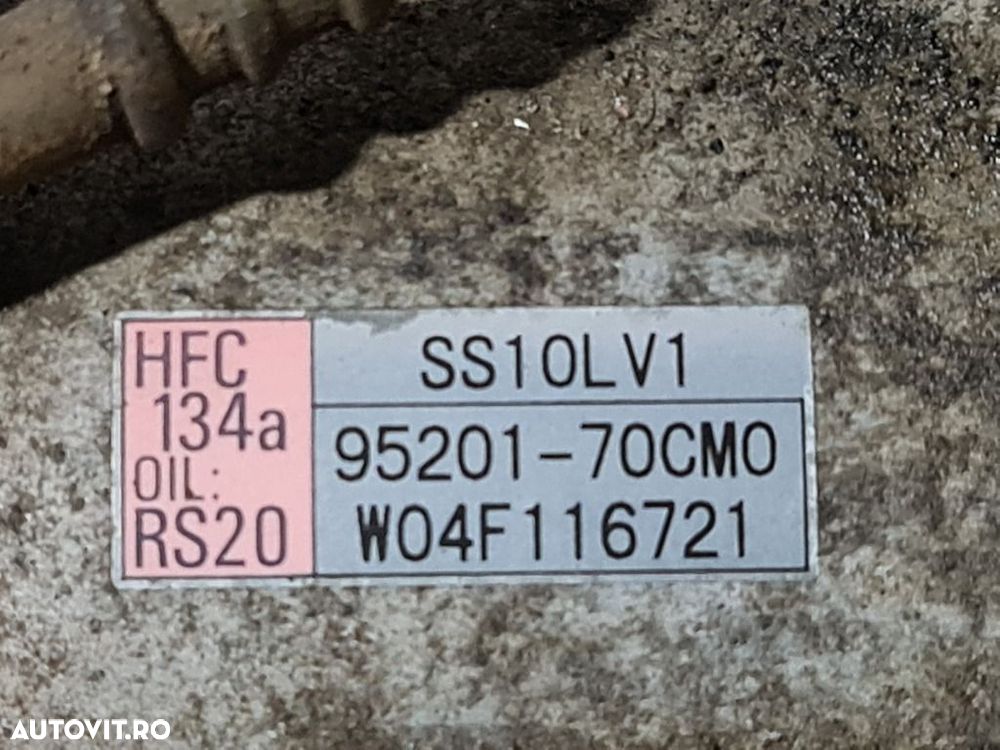 HFC
134a
OIL:
RS20
SS10LV1
95201-70CM0
W04F116721
AUTOVIT.RO